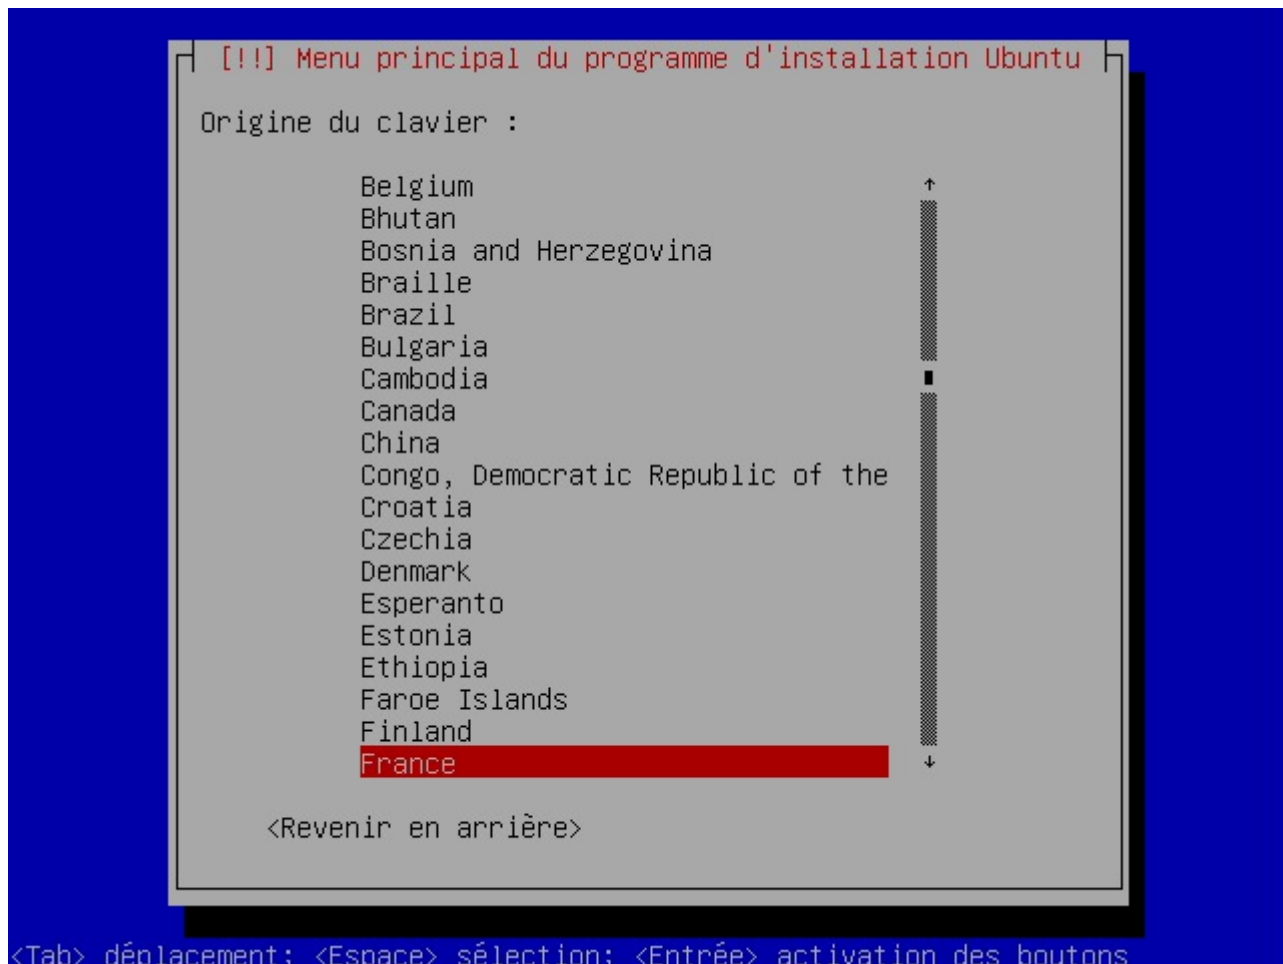 [!!] Menu principal du programme d'installation Ubuntu
Origine du clavier :
Belgium
Bhutan
Bosnia and Herzegovina
Braille
Brazil
Bulgaria
Cambodia
Canada
China
Congo, Democratic Republic of the
Croatia
Czechia
Denmark
Esperanto
Estonia
Ethiopia
Faroe Islands
Finland
France
<Revenir en arrière>
<Tab> déplacement; <Espace> sélection; <Entrée> activation des boutons